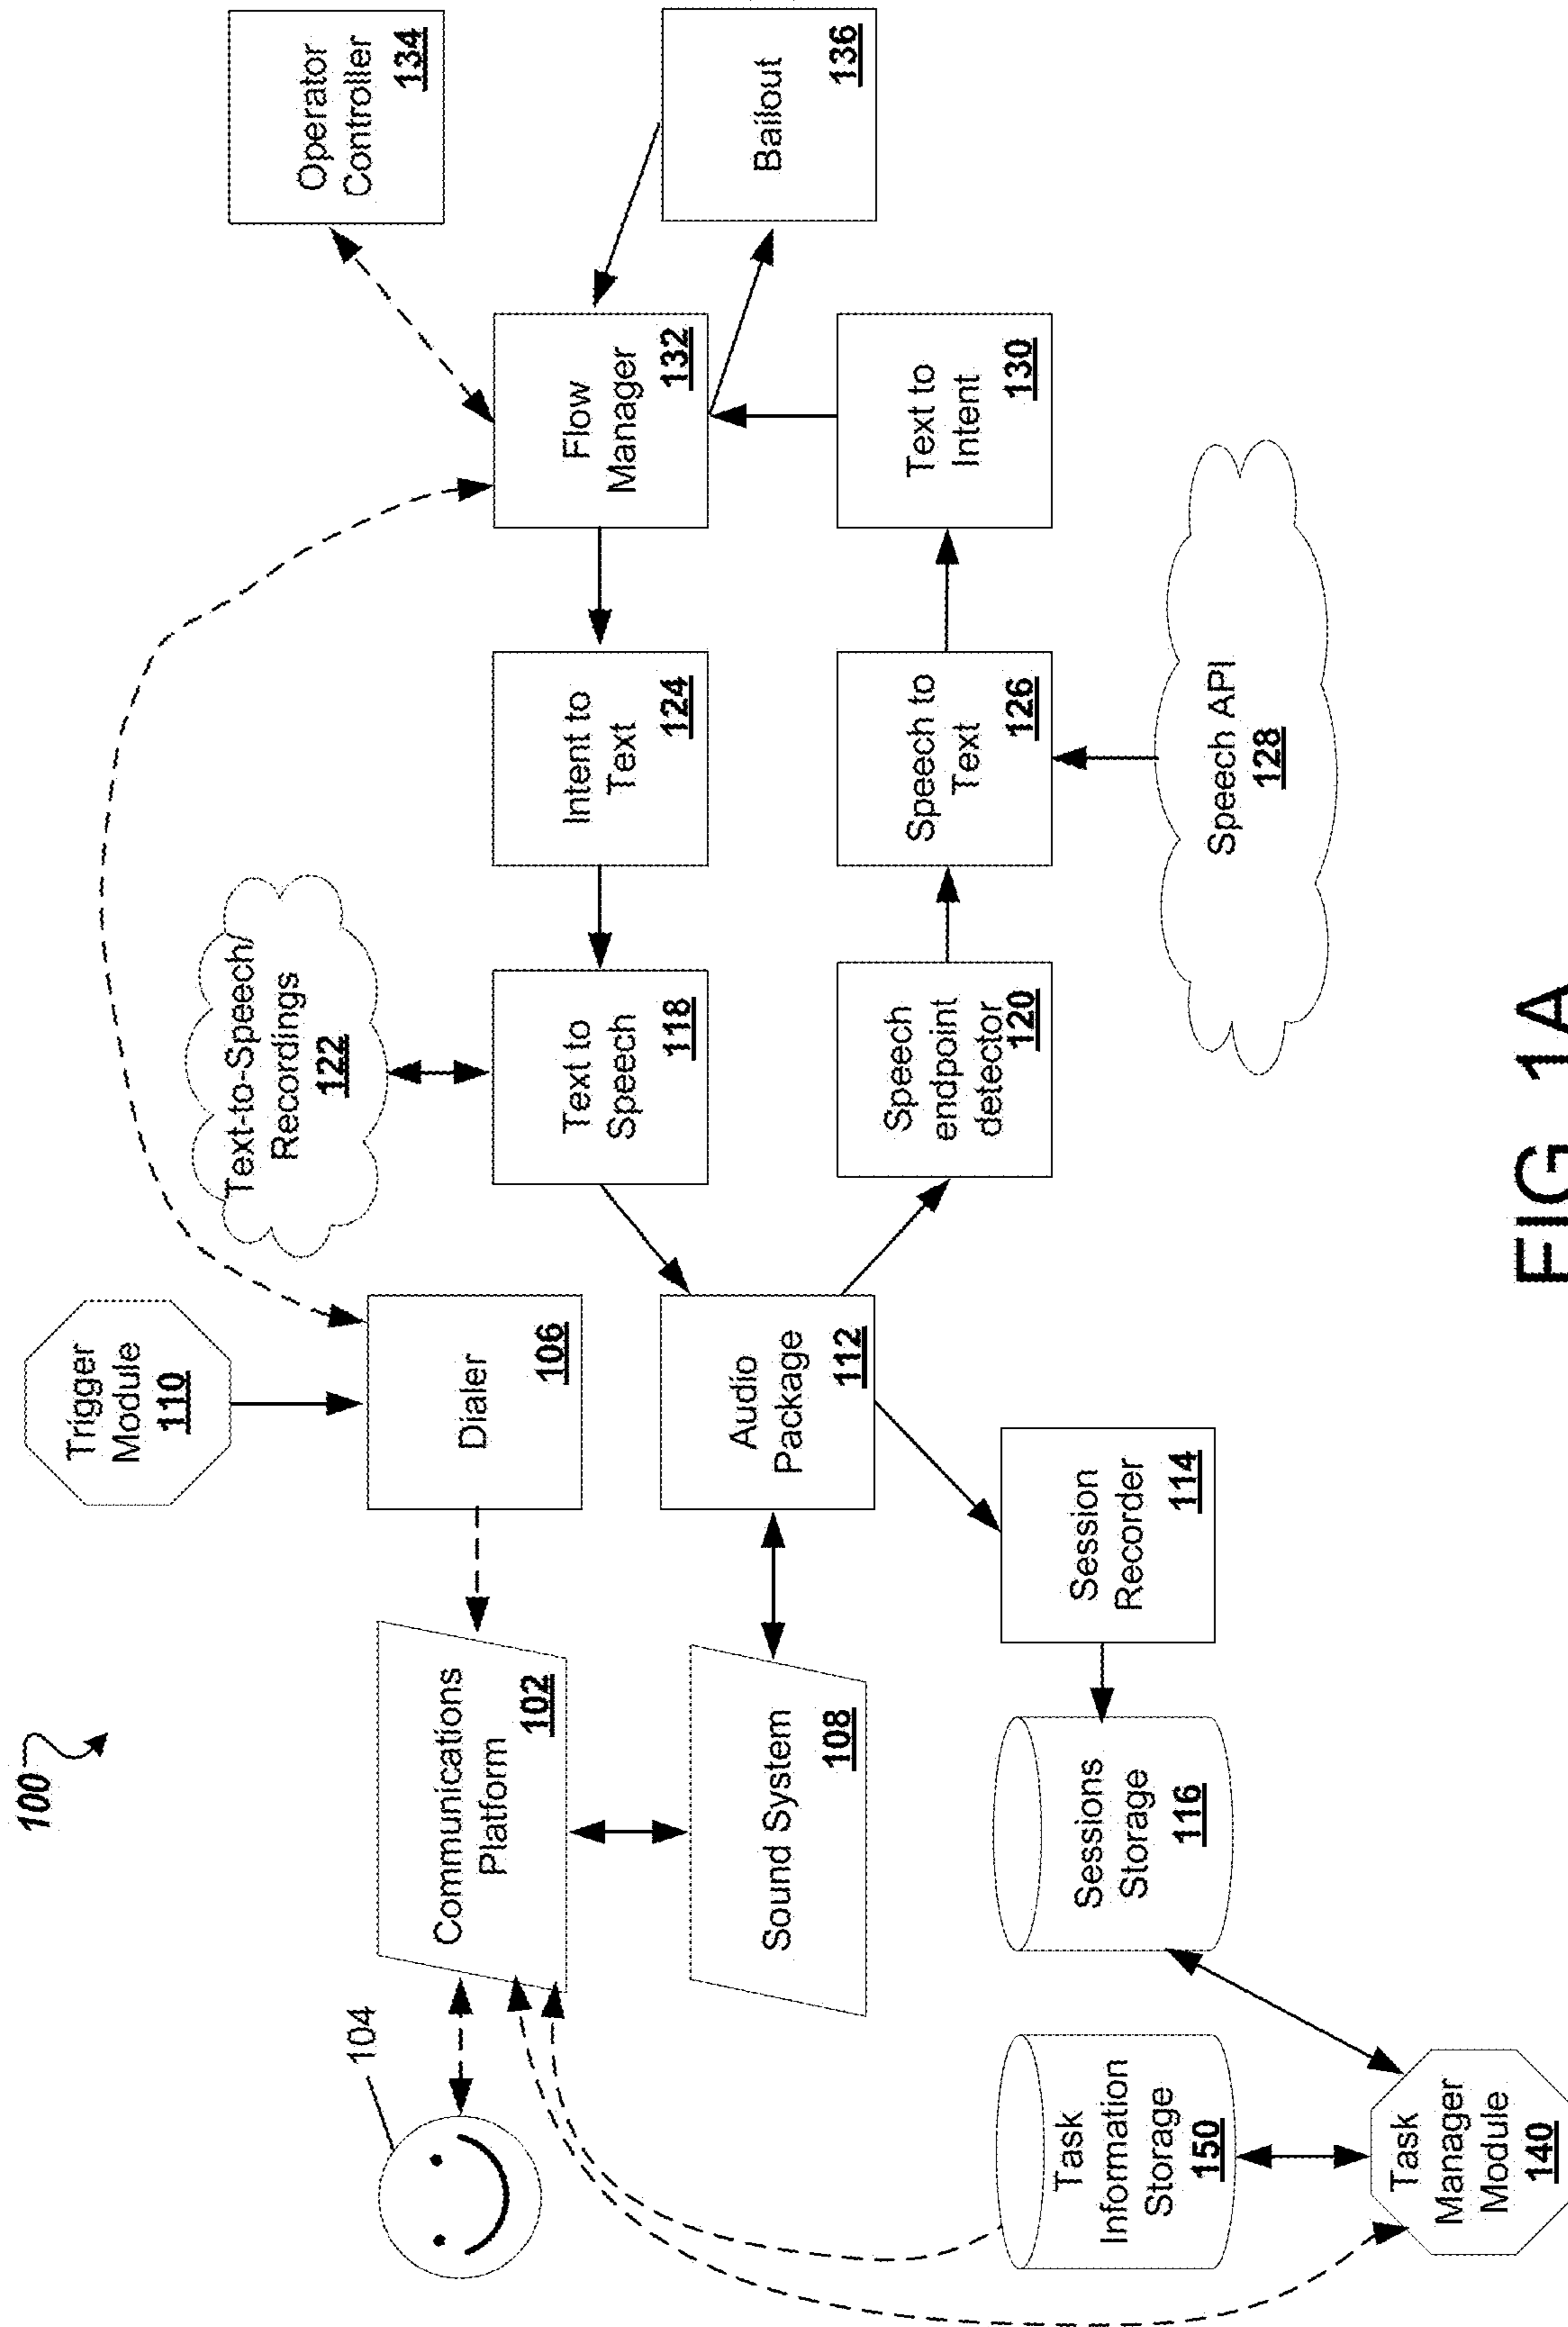 100
Trigger
Module
110
Operator
Controller
134
Text-to-Speech/
Recordings
122
104
Communications
Platform
102
Dialer
106
Text to
Speech
118
Intent to
Text
124
Flow
Manager
132
Bailout
136
Sound System
108
Audio
Package
112
Speech
endpoint
detector
120
Speech to
Text
126
Text to
Intent
130
Task
Information
Storage
150
Sessions
Storage
116
Session
Recorder
114
Speech API
128
Task
Manager
Module
140
FIG. 1A